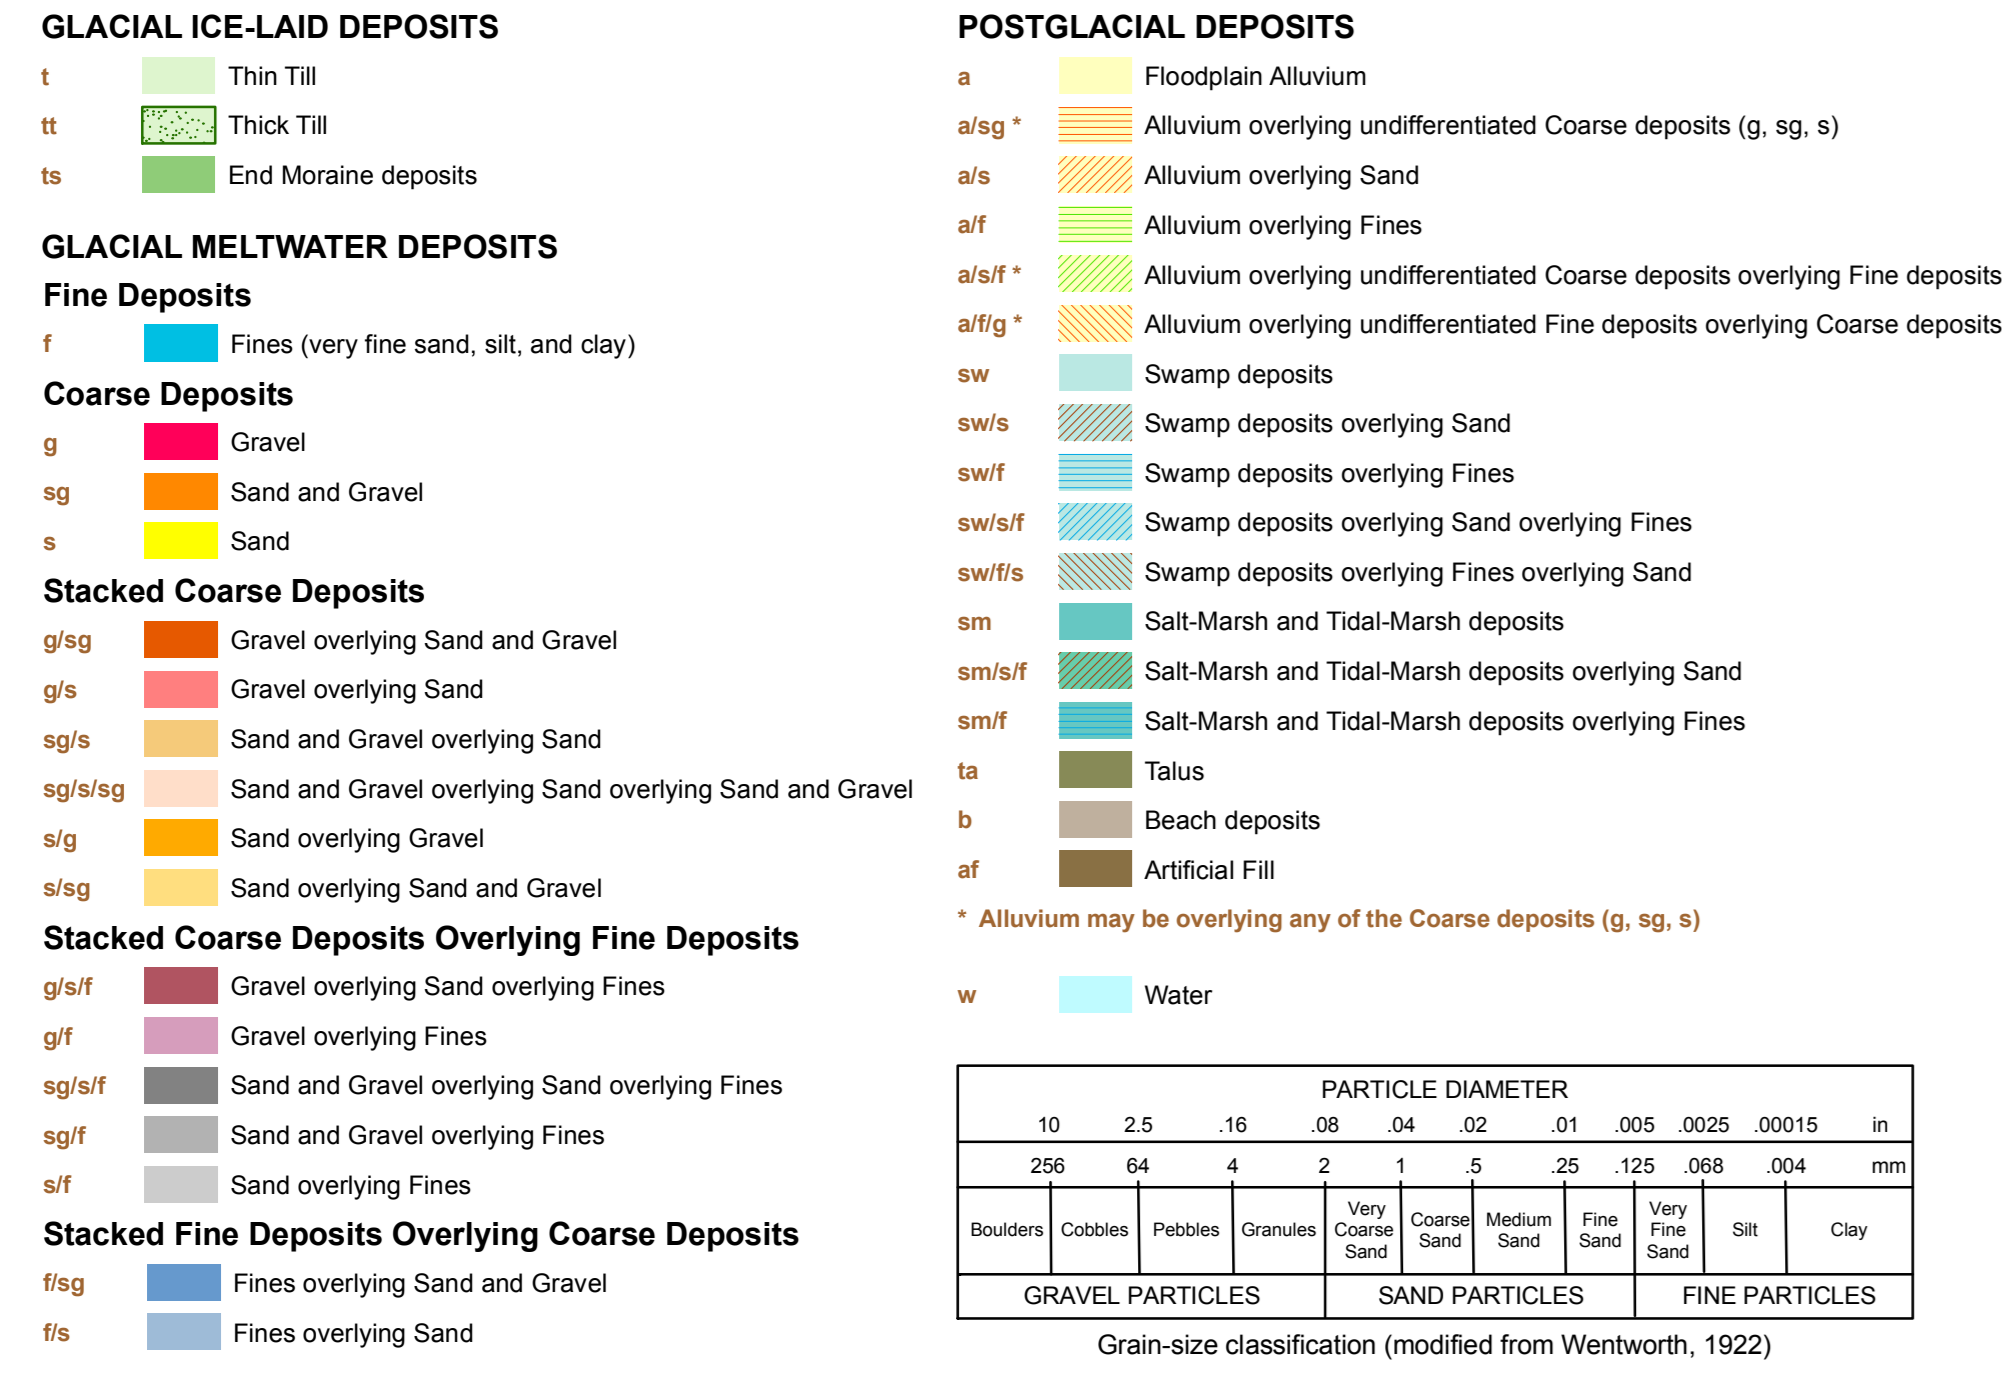 GLACIAL ICE-LAID DEPOSITS
t Thin Till
tt Thick Till
ts End Moraine deposits
GLACIAL MELTWATER DEPOSITS
Fine Deposits
f Fines (very fine sand, silt, and clay)
Coarse Deposits
g Gravel
sg Sand and Gravel
s Sand
Stacked Coarse Deposits
g/sg Gravel overlying Sand and Gravel
g/s Gravel overlying Sand
sg/s Sand and Gravel overlying Sand
sg/s/sg Sand and Gravel overlying Sand overlying Sand and Gravel
s/g Sand overlying Gravel
s/sg Sand overlying Sand and Gravel
Stacked Coarse Deposits Overlying Fine Deposits
g/s/f Gravel overlying Sand overlying Fines
g/f Gravel overlying Fines
sg/s/f Sand and Gravel overlying Sand overlying Fines
sg/f Sand and Gravel overlying Fines
s/f Sand overlying Fines
Stacked Fine Deposits Overlying Coarse Deposits
f/sg Fines overlying Sand and Gravel
f/s Fines overlying Sand
POSTGLACIAL DEPOSITS
a Floodplain Alluvium
a/sg * Alluvium overlying undifferentiated Coarse deposits (g, sg, s)
a/s Alluvium overlying Sand
a/f Alluvium overlying Fines
a/s/f * Alluvium overlying undifferentiated Coarse deposits overlying Fine deposits
a/f/g * Alluvium overlying undifferentiated Fine deposits overlying Coarse deposits
sw Swamp deposits
sw/s Swamp deposits overlying Sand
sw/f Swamp deposits overlying Fines
sw/s/f Swamp deposits overlying Sand overlying Fines
sw/f/s Swamp deposits overlying Fines overlying Sand
sm Salt-Marsh and Tidal-Marsh deposits
sm/s/f Salt-Marsh and Tidal-Marsh deposits overlying Sand
sm/f Salt-Marsh and Tidal-Marsh deposits overlying Fines
ta Talus
b Beach deposits
af Artificial Fill
* Alluvium may be overlying any of the Coarse deposits (g, sg, s)
w Water
PARTICLE DIAMETER
10 2.5 .16 .08 .04 .02 .01 .005 .0025 .00015 in
256 64 4 2 1 .5 .25 .125 .068 .004 mm
Boulders Cobbles Pebbles Granules Very Coarse Sand Coarse Sand Medium Sand Fine Sand Very Fine Sand Silt Clay
GRAVEL PARTICLES SAND PARTICLES FINE PARTICLES
Grain-size classification (modified from Wentworth, 1922)